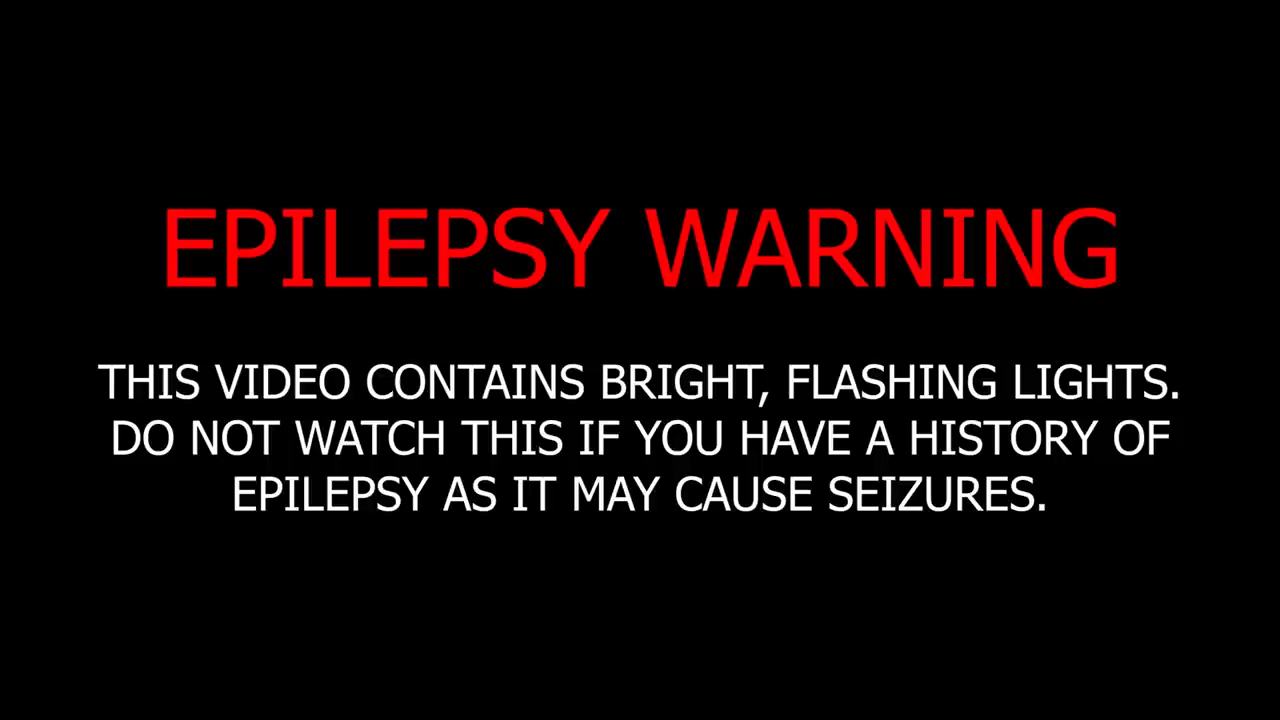 EPILEPSY WARNING
THIS VIDEO CONTAINS BRIGHT, FLASHING LIGHTS.
DO NOT WATCH THIS IF YOU HAVE A HISTORY OF
EPILEPSY AS IT MAY CAUSE SEIZURES.